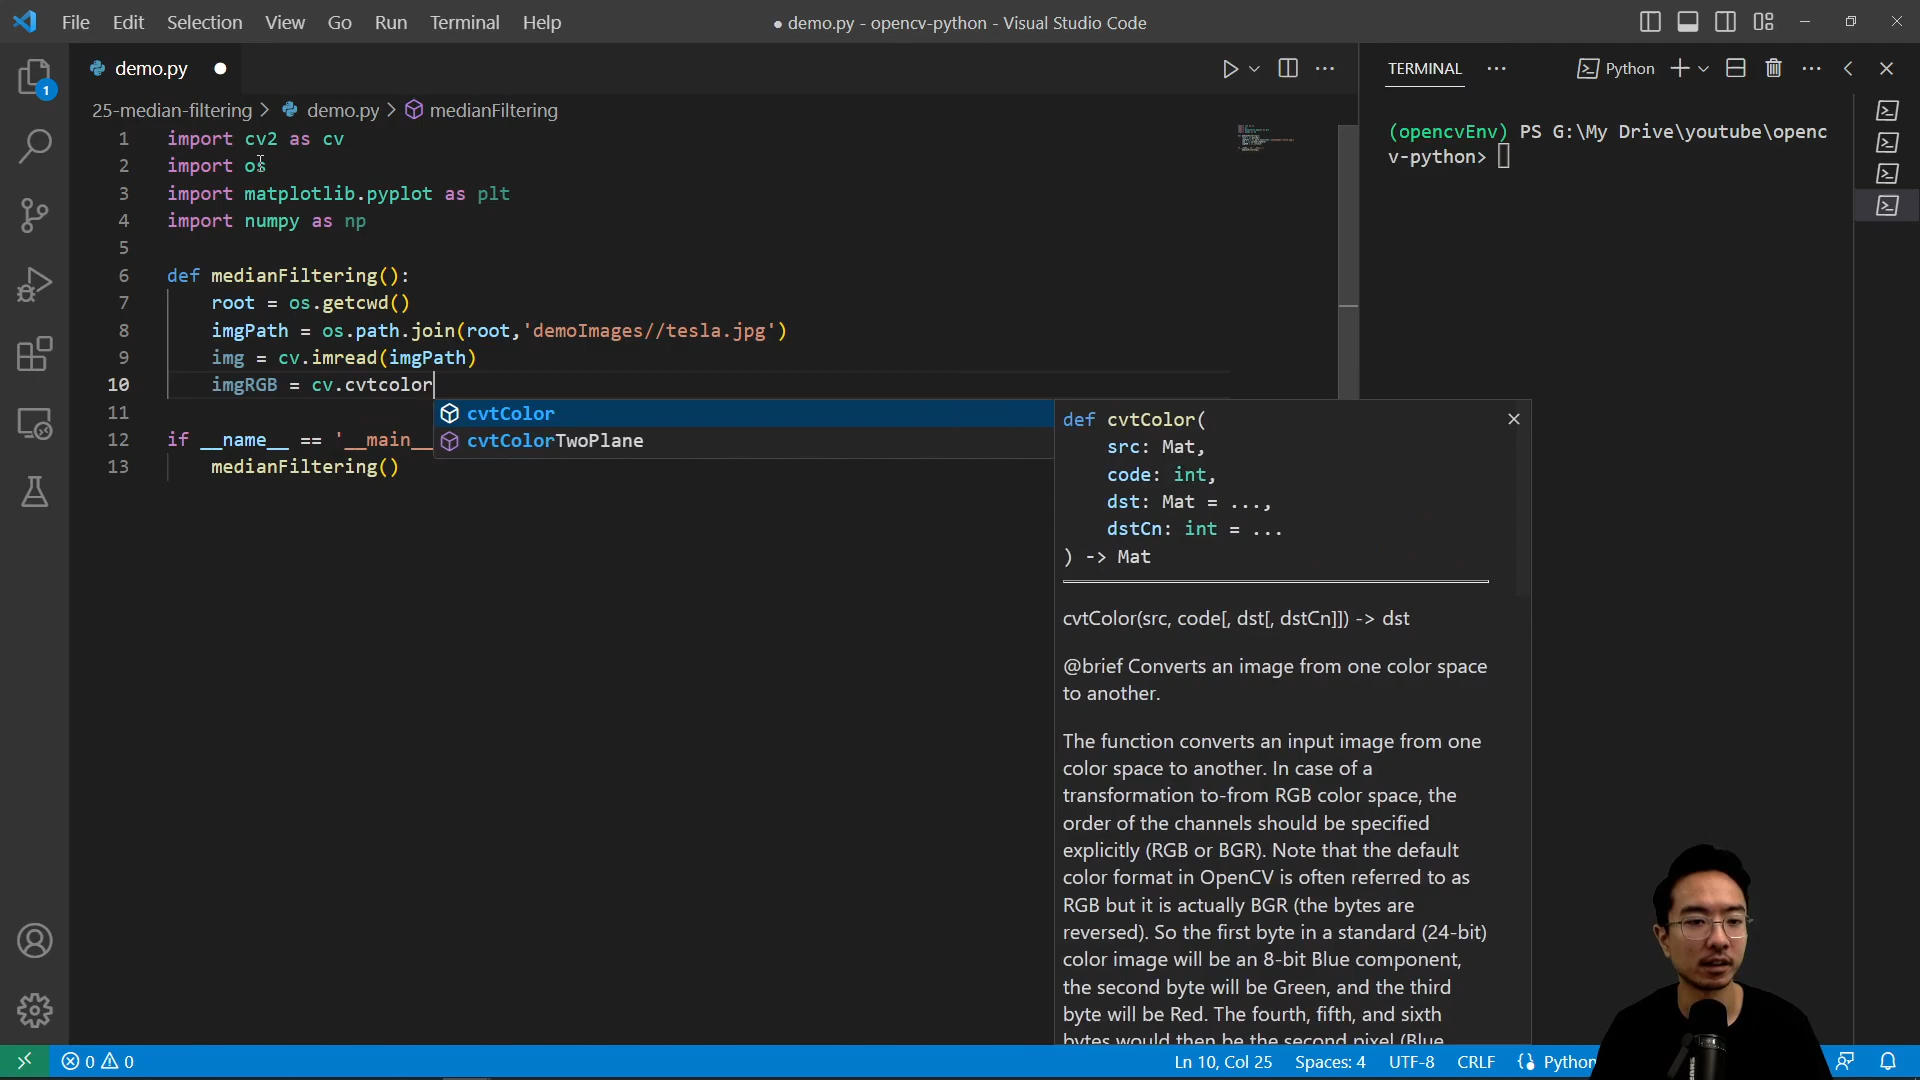 File Edit Selection View Go Run Terminal Help
● demo.py - opencv-python - Visual Studio Code
demo.py
25-median-filtering > demo.py > medianFiltering
1 import cv2 as cv
2 import os
3 import matplotlib.pyplot as plt
4 import numpy as np
5
6 def medianFiltering():
7 root = os.getcwd()
8 imgPath = os.path.join(root,'demoImages//tesla.jpg')
9 img = cv.imread(imgPath)
10 imgRGB = cv.cvtcolor
11
12 if __name__ == '__main__
13 medianFiltering()
cvtColor
cvtColorTwoPlane
def cvtColor(
src: Mat,
code: int,
dst: Mat = ...,
dstCn: int = ...
) -> Mat
cvtColor(src, code[, dst[, dstCn]]) -> dst
@brief Converts an image from one color space
to another.
The function converts an input image from one
color space to another. In case of a
transformation to-from RGB color space, the
order of the channels should be specified
explicitly (RGB or BGR). Note that the default
color format in OpenCV is often referred to as
RGB but it is actually BGR (the bytes are
reversed). So the first byte in a standard (24-bit)
color image will be an 8-bit Blue component,
the second byte will be Green, and the third
byte will be Red. The fourth, fifth, and sixth
bytes would then be the second pixel (Blue,
TERMINAL
Python
(opencvEnv) PS G:\My Drive\youtube\openc
v-python>
1
0 0
Ln 10, Col 25 Spaces: 4 UTF-8 CRLF Python